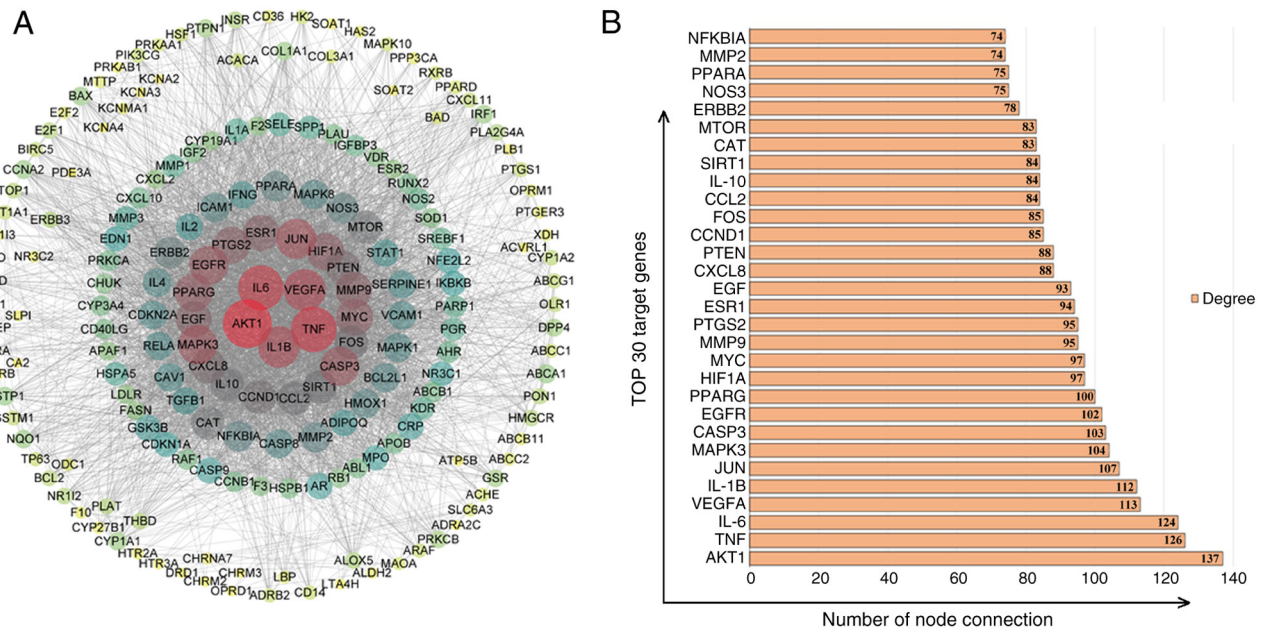 A
INSR
CD36
HK2
SOAT1
HAS2
MAPK10
PPP3CA
RXRB
PPARD
CXCL11
IRF1
PLA2G4A
PLB1
PTGS1
OPRM1
PTGER3
XDH
ACVRL1
CYP1A2
ABCG1
OLR1
DPP4
ABCC1
ABCA1
PON1
HMGCR
ABCB11
ABCC2
ATP5B
GSR
ACHE
SLC6A3
ADRA2C
PRKCB
ARAF
MAOA
ALDH2
ALOX5
LTA4H
CD14
LBP
ADRB2
OPRD1
CHRM3
CHRM2
CHRNA7
DRD1
HTR3A
HTR2A
CYP1A1
THBD
CYP27B1
PLAT
F10
NR1I2
BCL2
ODC1
TP63
NQO1
GSTM1
STP1
RB
CA2
RA
EP
SLPI
D
NR3C2
1I3
T1A1
ERBB3
TOP1
PDE3A
CCNA2
BIRC5
E2F1
E2F2
KCNA4
KCNMA1
BAX
KCNA3
MTTP
KCNA2
PRKAB1
PIK3CG
PRKAA1
HSF1
PTPN1
ACACA
COL1A1
COL3A1
SOAT2
BAD
IL1A
F2
SELE
SPP1
PLAU
IGFBP3
VDR
ESR2
RUNX2
NOS2
SOD1
SREBF1
NFE2L2
IKBKB
PARP1
PGR
AHR
NR3C1
ABCB1
KDR
CRP
APOB
MPO
ABL1
RB1
AR
HSPB1
F3
CCNB1
CASP9
RAF1
CDKN1A
GSK3B
FASN
LDLR
HSPA5
APAF1
CD40LG
CYP3A4
CHUK
PRKCA
EDN1
MMP3
CXCL10
CXCL2
MMP1
IGF2
CYP19A1
PPARA
MAPK8
NOS3
MTOR
STAT1
SERPINE1
VCAM1
MAPK1
BCL2L1
HMOX1
ADIPOQ
MMP2
CASP8
NFKBIA
CAT
TGFB1
CAV1
RELA
CDKN2A
IL4
ERBB2
IL2
ICAM1
IFNG
ESR1
JUN
HIF1A
PTEN
MMP9
MYC
FOS
CASP3
SIRT1
CCL2
CCND1
IL10
CXCL8
MAPK3
EGF
PPARG
EGFR
PTGS2
IL6
VEGFA
AKT1
TNF
IL1B
B
TOP 30 target genes
NFKBIA 74
MMP2 74
PPARA 75
NOS3 75
ERBB2 78
MTOR 83
CAT 83
SIRT1 84
IL-10 84
CCL2 84
FOS 85
CCND1 85
PTEN 88
CXCL8 88
EGF 93
ESR1 94
PTGS2 95
MMP9 95
MYC 97
HIF1A 97
PPARG 100
EGFR 102
CASP3 103
MAPK3 104
JUN 107
IL-1B 112
VEGFA 113
IL-6 124
TNF 126
AKT1 137
0 20 40 60 80 100 120 140
Number of node connection
Degree